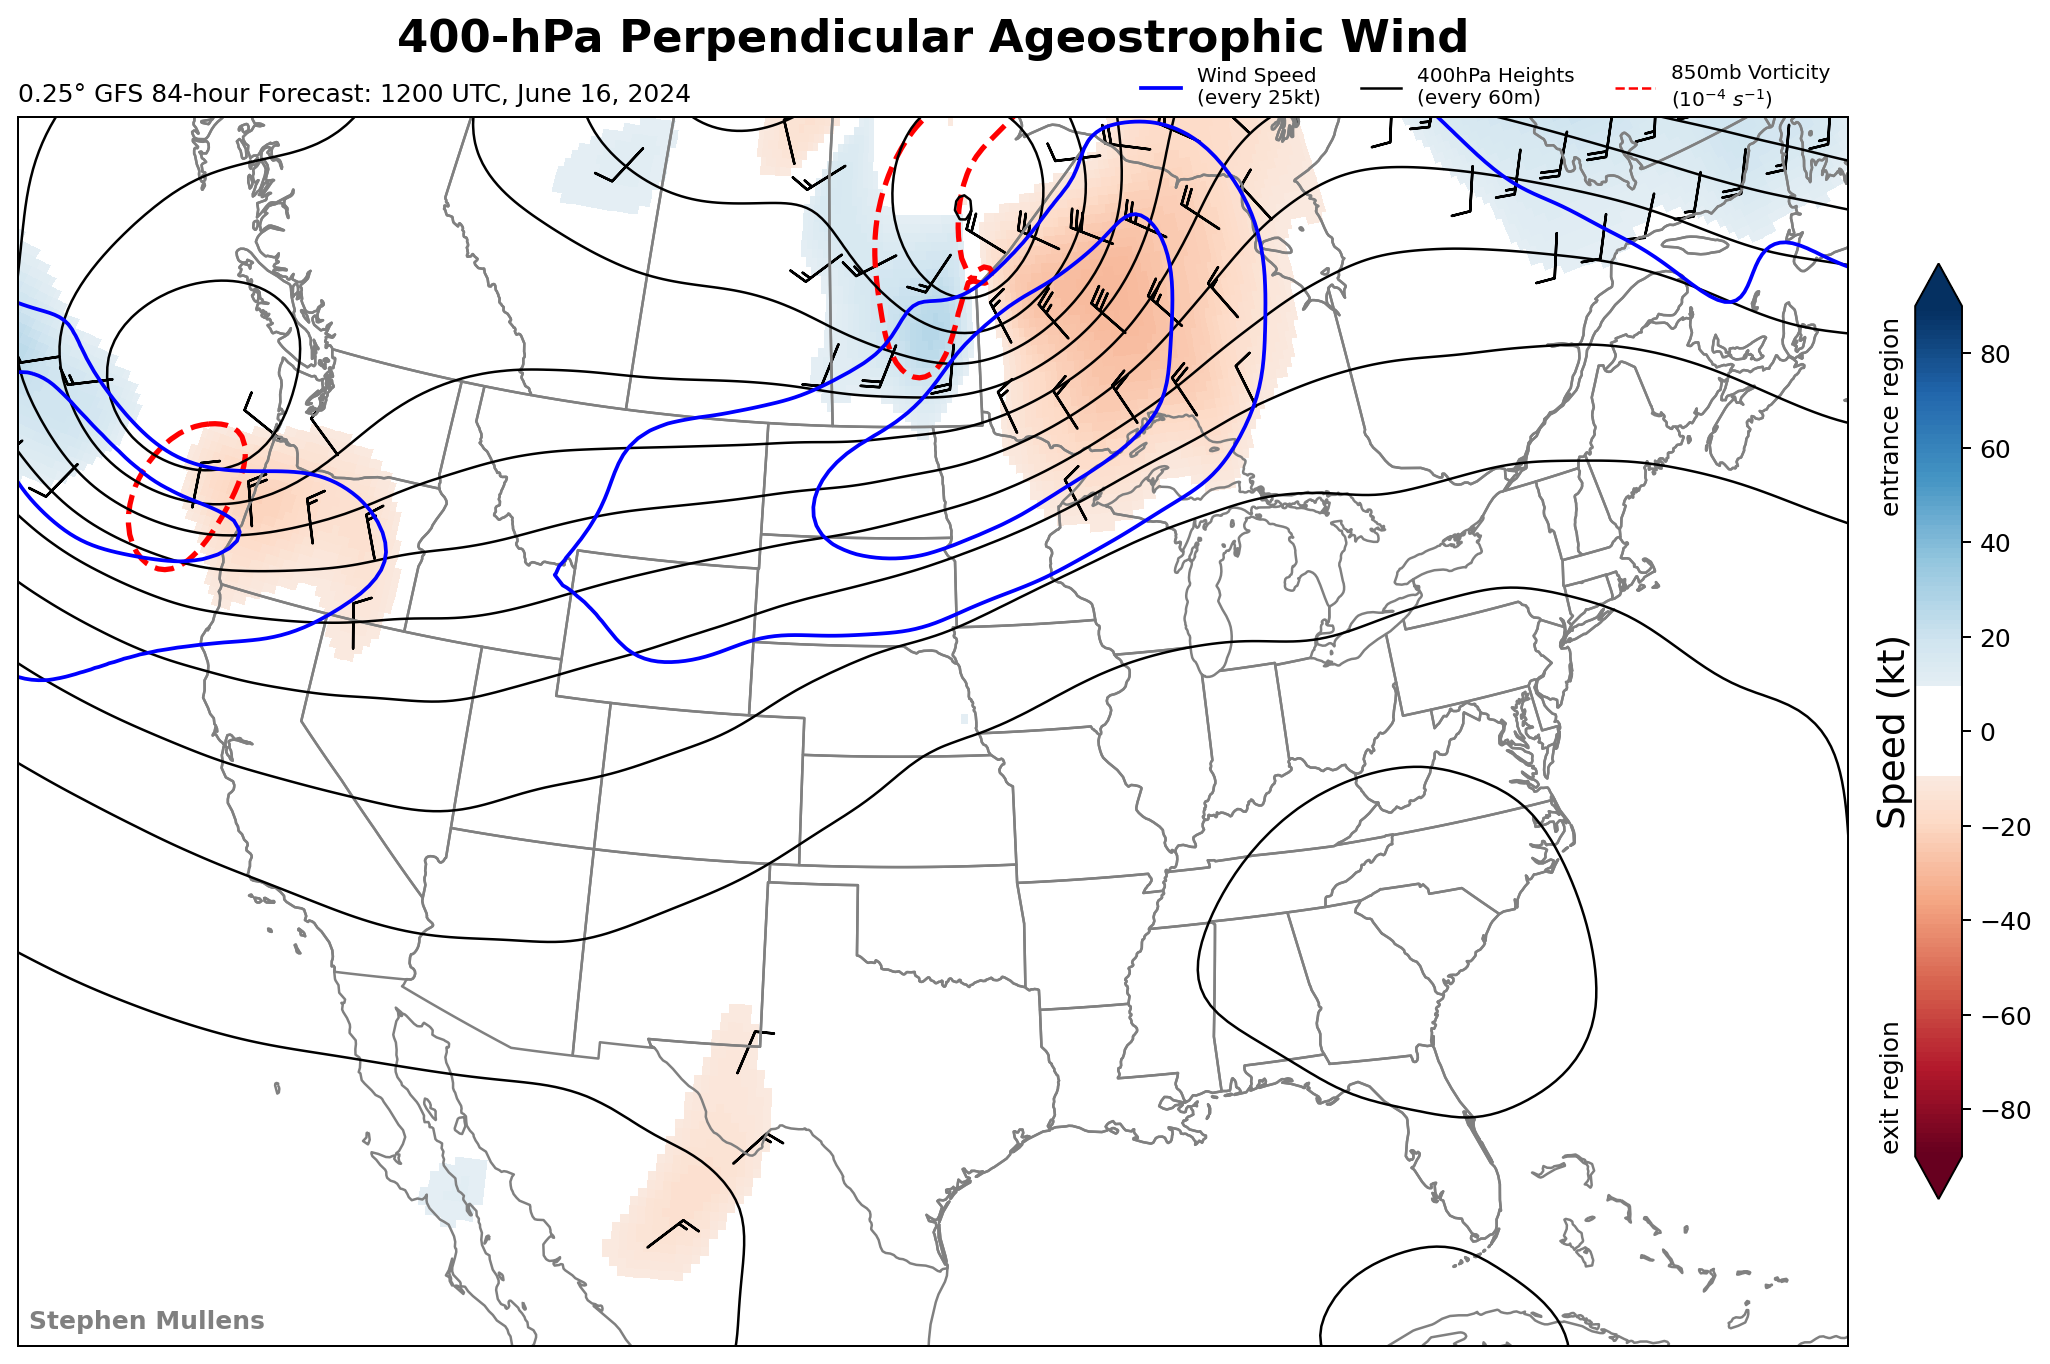 400-hPa Perpendicular Ageostrophic Wind
0.25° GFS 84-hour Forecast: 1200 UTC, June 16, 2024
Wind Speed
(every 25kt)
400hPa Heights
(every 60m)
850mb Vorticity
(10⁻⁴ s⁻¹)
entrance region
Speed (kt)
exit region
80
60
40
20
0
−20
−40
−60
−80
Stephen Mullens